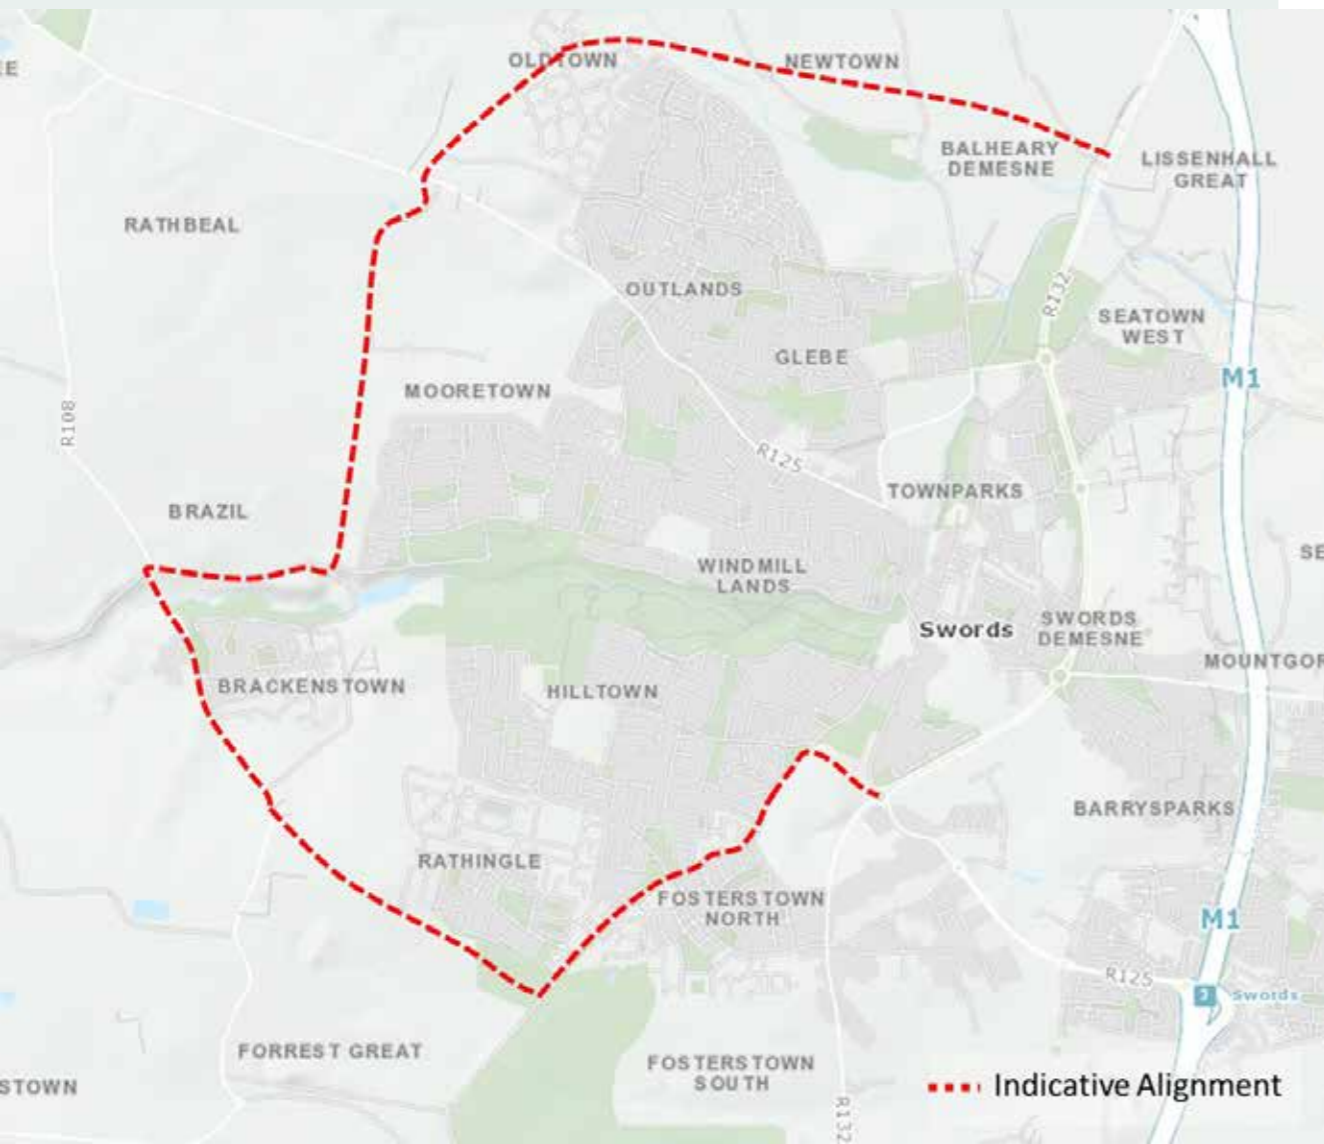 EE
OLDTOWN
NEWTOWN
BALHEARY
DEMESNE
LISSENHALL
GREAT
RATHBEAL
OUTLANDS
R132
SEATOWN
WEST
GLEBE
M1
MOORETOWN
R108
R125
TOWNPARKS
BRAZIL
SE
WINDMILL
LANDS
Swords
SWORDS
DEMESNE
MOUNTGOR
BRACKENSTOWN
HILLTOWN
BARRYSPARKS
RATHINGLE
FOSTERSTOWN
NORTH
M1
R125
3 Swords
FORREST GREAT
FOSTERSTOWN
SOUTH
STOWN
Indicative Alignment
R132